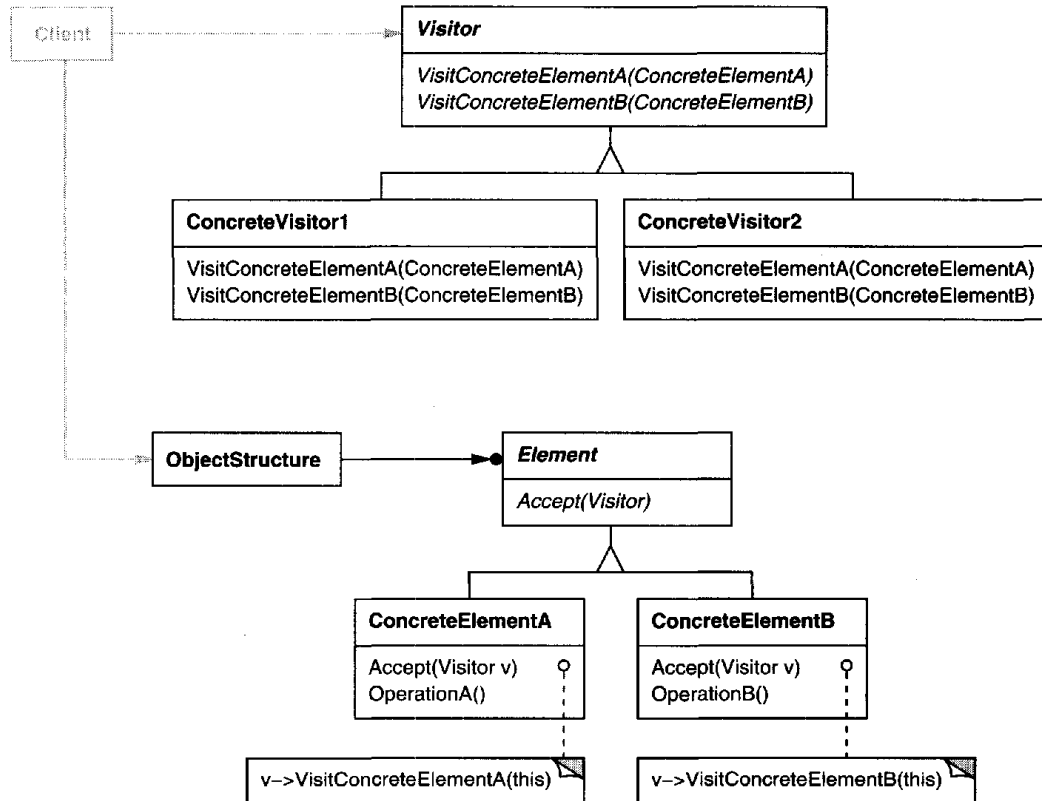 Client
Visitor
VisitConcreteElementA(ConcreteElementA)
VisitConcreteElementB(ConcreteElementB)
ConcreteVisitor1
VisitConcreteElementA(ConcreteElementA)
VisitConcreteElementB(ConcreteElementB)
ConcreteVisitor2
VisitConcreteElementA(ConcreteElementA)
VisitConcreteElementB(ConcreteElementB)
ObjectStructure
Element
Accept(Visitor)
ConcreteElementA
Accept(Visitor v)
OperationA()
ConcreteElementB
Accept(Visitor v)
OperationB()
v->VisitConcreteElementA(this)
v->VisitConcreteElementB(this)